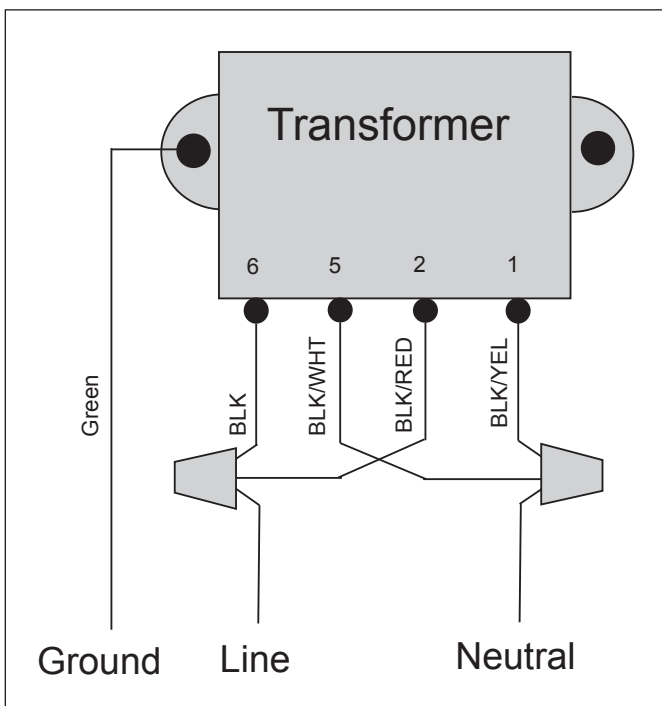 Transformer
6 5 2 1
Green
BLK
BLK/WHT
BLK/RED
BLK/YEL
Ground Line Neutral